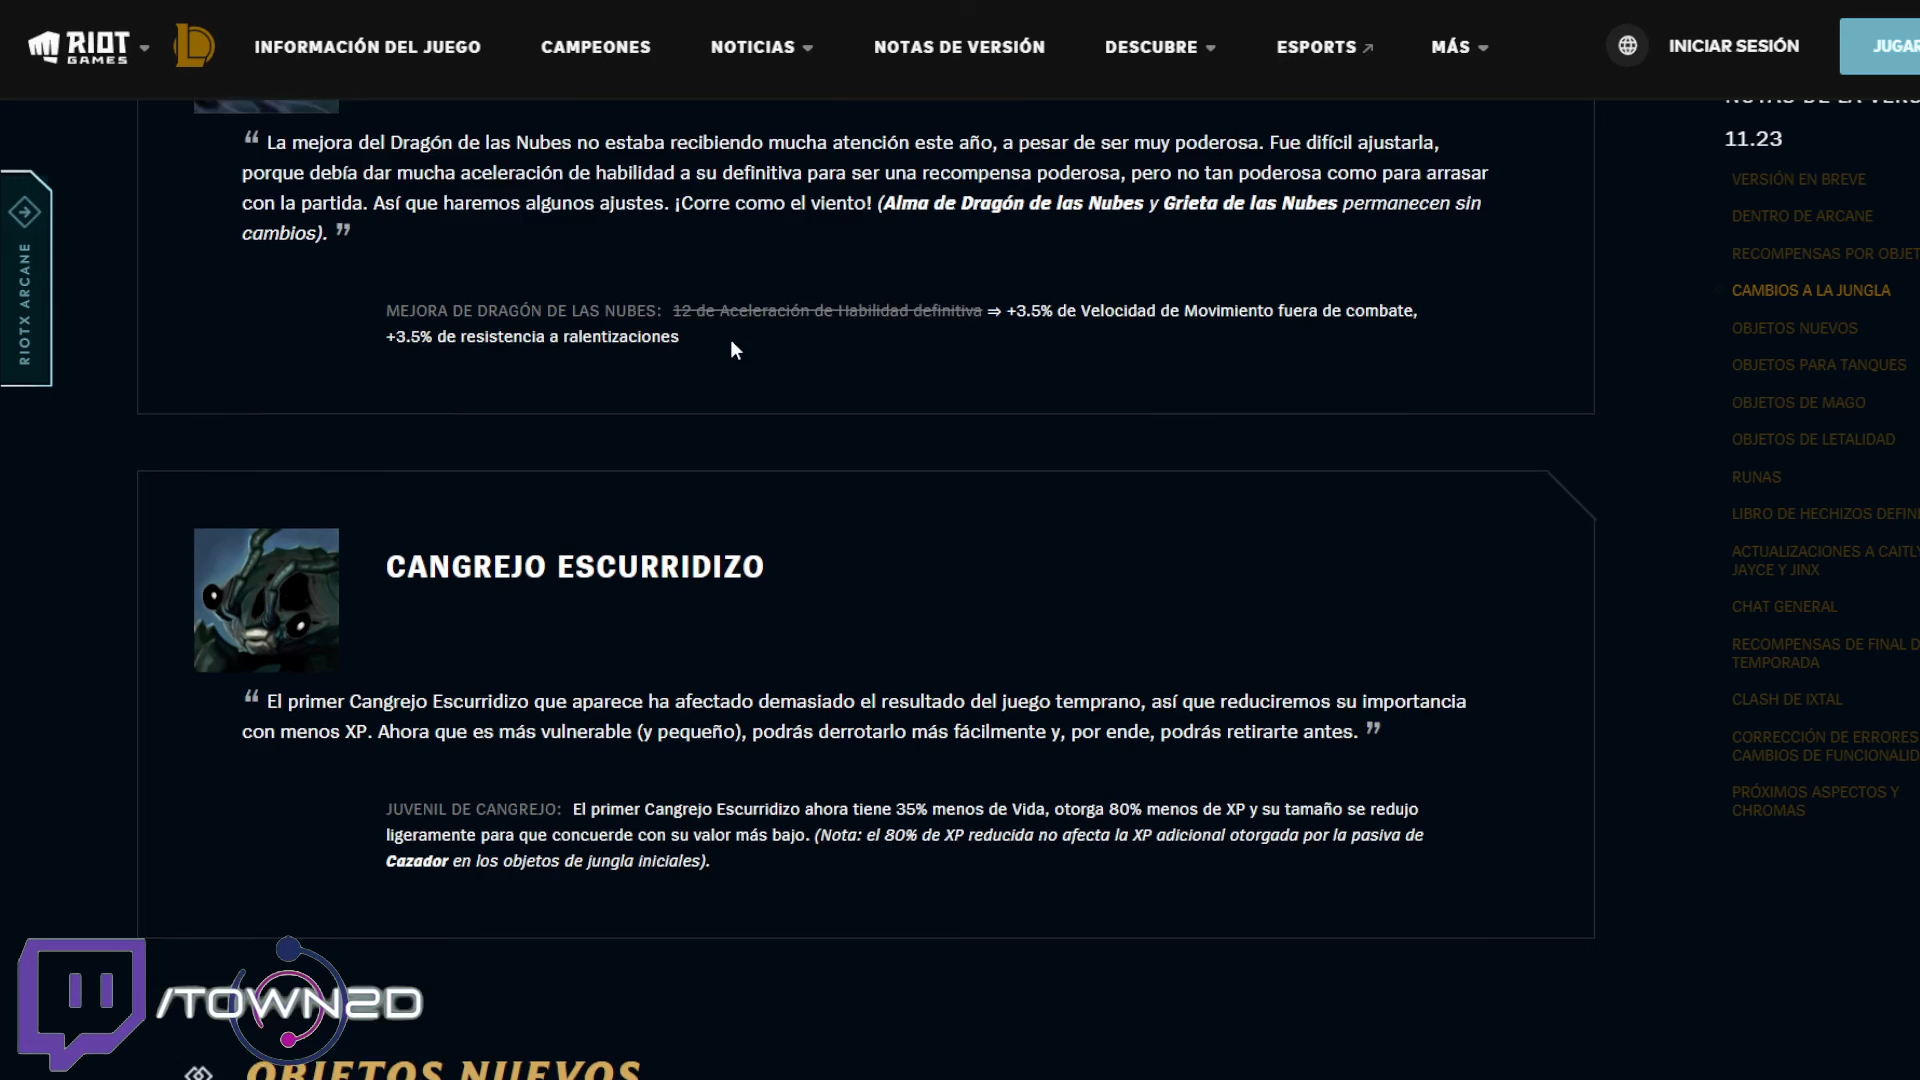 RIOT GAMES
INFORMACIÓN DEL JUEGO
CAMPEONES
NOTICIAS
NOTAS DE VERSIÓN
DESCUBRE
ESPORTS
MÁS
INICIAR SESIÓN
JUGAR
RIOTX ARCANE
“ La mejora del Dragón de las Nubes no estaba recibiendo mucha atención este año, a pesar de ser muy poderosa. Fue difícil ajustarla,
porque debía dar mucha aceleración de habilidad a su definitiva para ser una recompensa poderosa, pero no tan poderosa como para arrasar
con la partida. Así que haremos algunos ajustes. ¡Corre como el viento! (Alma de Dragón de las Nubes y Grieta de las Nubes permanecen sin
cambios). ”
MEJORA DE DRAGÓN DE LAS NUBES: 12 de Aceleración de Habilidad definitiva ⇒ +3.5% de Velocidad de Movimiento fuera de combate,
+3.5% de resistencia a ralentizaciones
CANGREJO ESCURRIDIZO
“ El primer Cangrejo Escurridizo que aparece ha afectado demasiado el resultado del juego temprano, así que reduciremos su importancia
con menos XP. Ahora que es más vulnerable (y pequeño), podrás derrotarlo más fácilmente y, por ende, podrás retirarte antes. ”
JUVENIL DE CANGREJO: El primer Cangrejo Escurridizo ahora tiene 35% menos de Vida, otorga 80% menos de XP y su tamaño se redujo
ligeramente para que concuerde con su valor más bajo. (Nota: el 80% de XP reducida no afecta la XP adicional otorgada por la pasiva de
Cazador en los objetos de jungla iniciales).
/TOWN2D
OBJETOS NUEVOS
NOTAS DE LA VERS
11.23
VERSIÓN EN BREVE
DENTRO DE ARCANE
RECOMPENSAS POR OBJET
CAMBIOS A LA JUNGLA
OBJETOS NUEVOS
OBJETOS PARA TANQUES
OBJETOS DE MAGO
OBJETOS DE LETALIDAD
RUNAS
LIBRO DE HECHIZOS DEFINI
ACTUALIZACIONES A CAITLY
JAYCE Y JINX
CHAT GENERAL
RECOMPENSAS DE FINAL D
TEMPORADA
CLASH DE IXTAL
CORRECCIÓN DE ERRORES
CAMBIOS DE FUNCIONALID
PRÓXIMOS ASPECTOS Y
CHROMAS